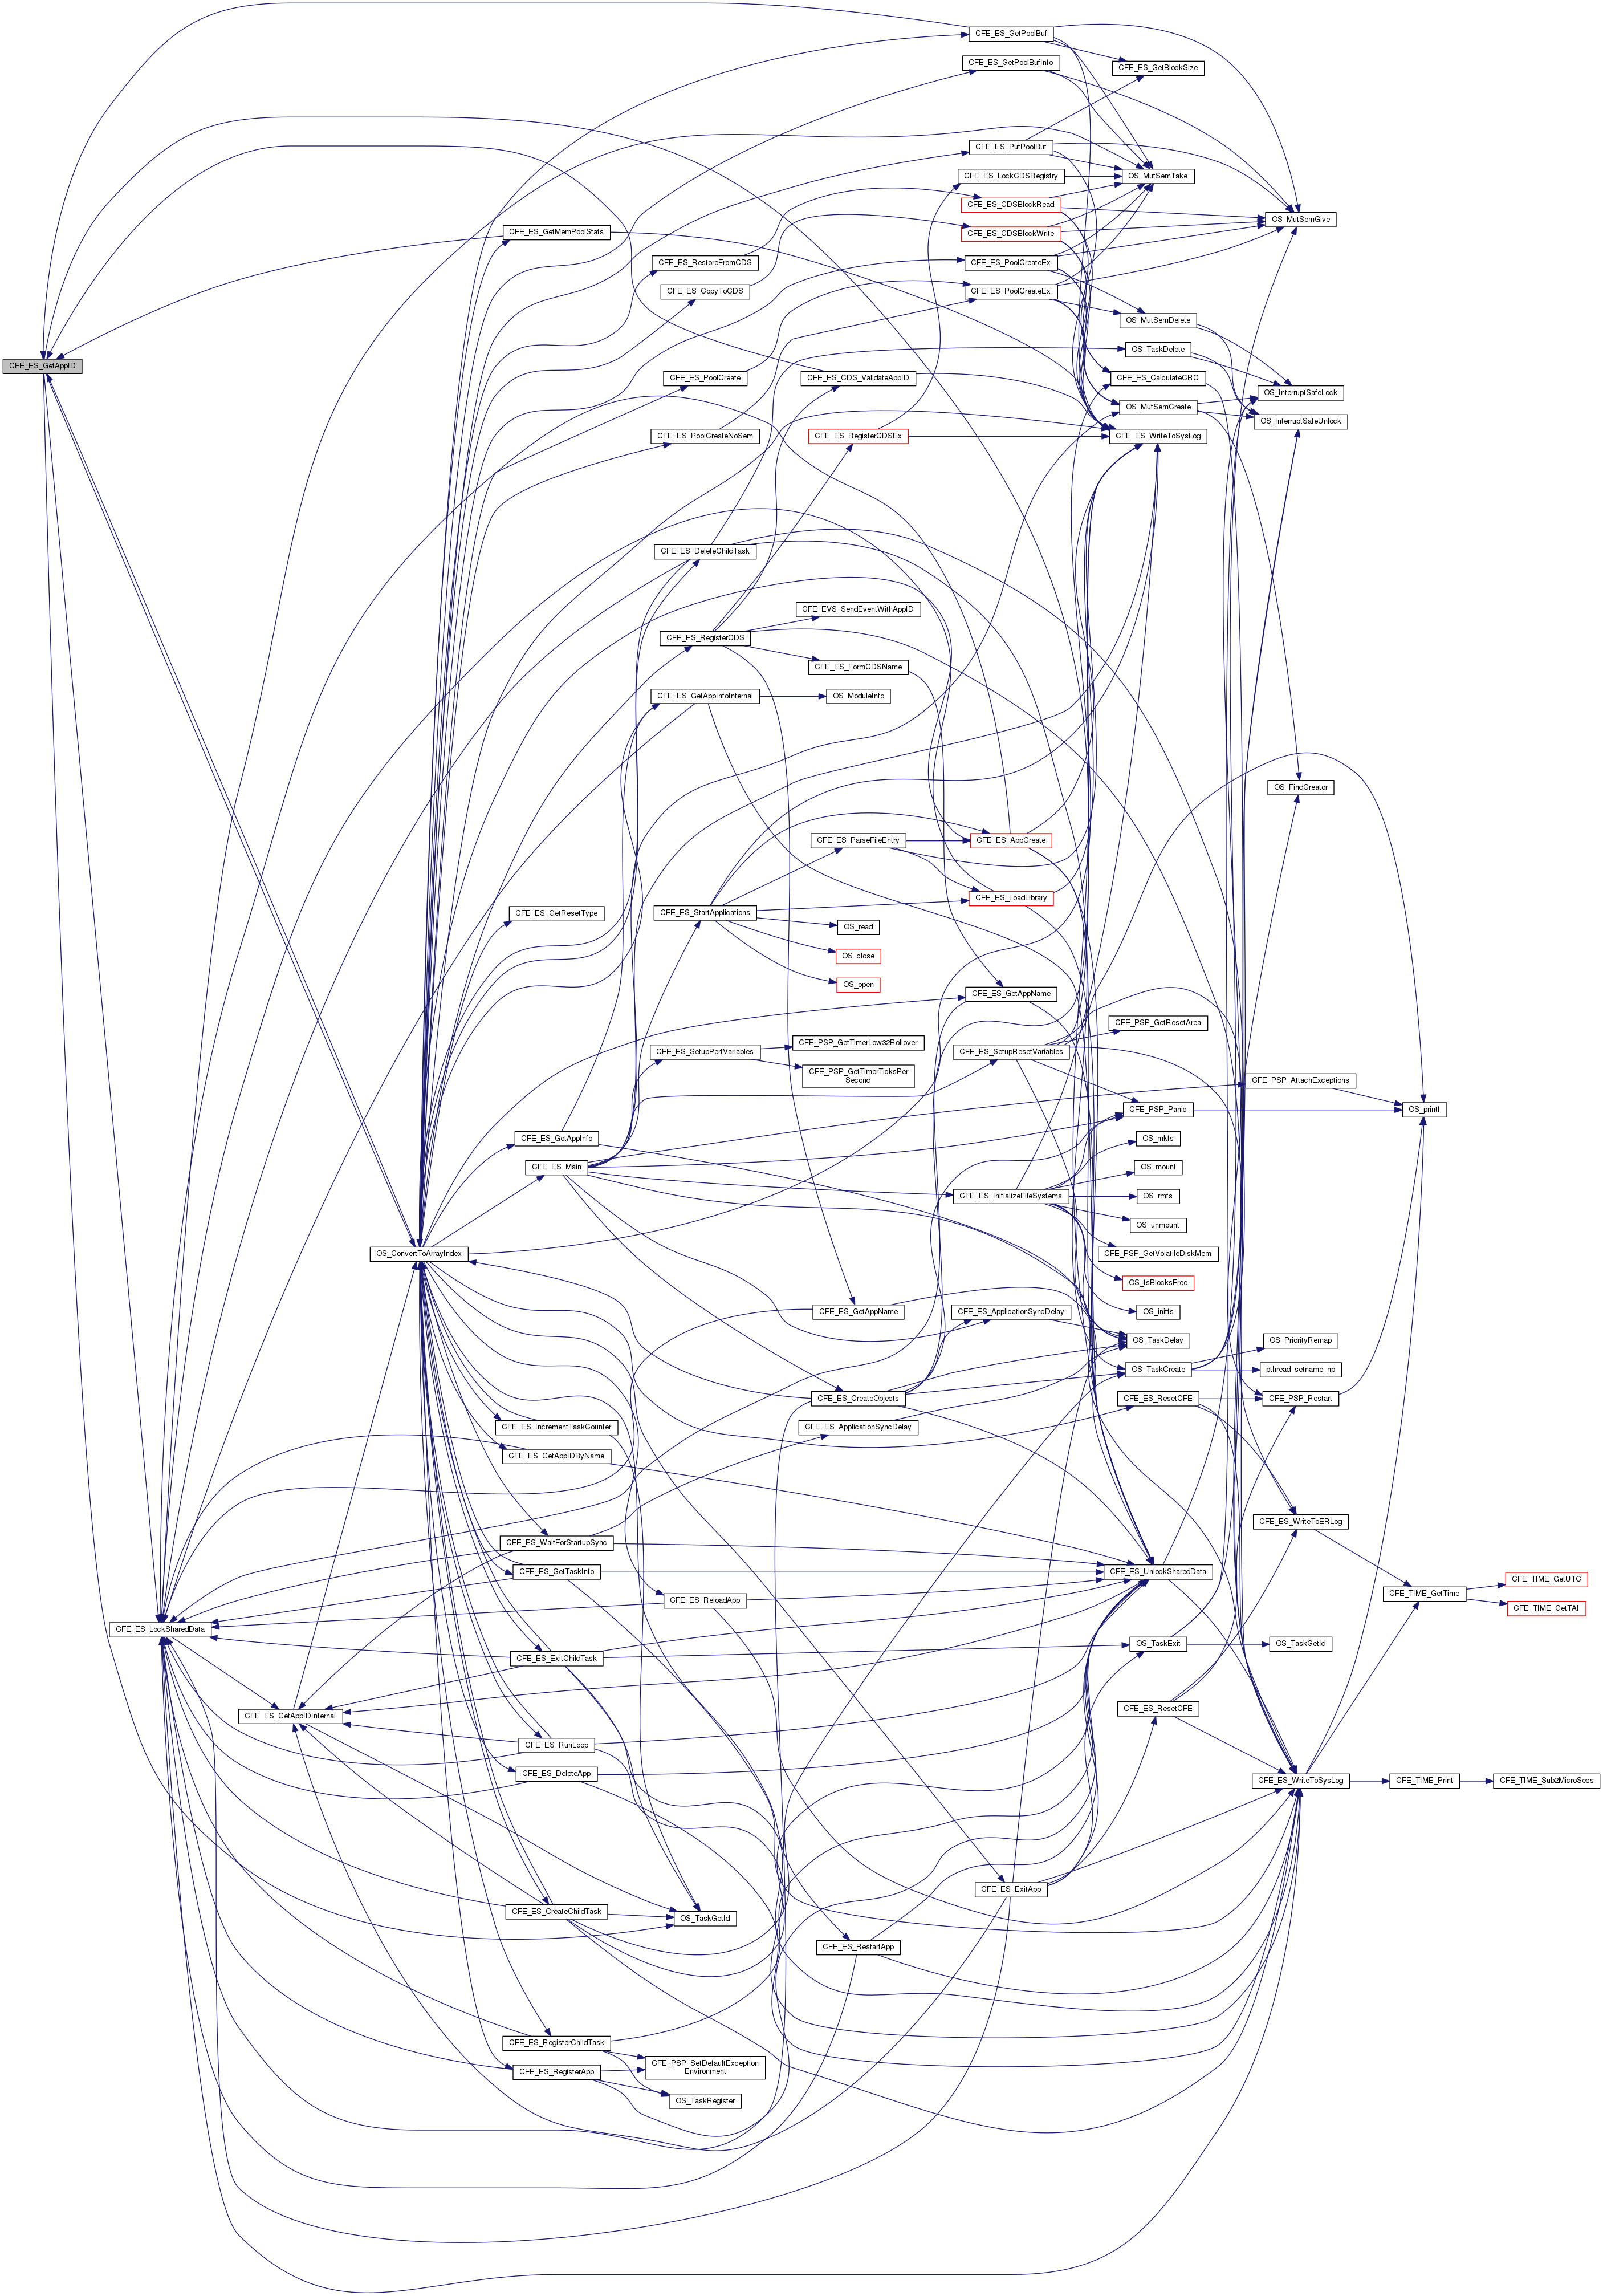 CFE_ES_GetPoolBuf
CFE_ES_GetPoolBufInfo
CFE_ES_GetBlockSize
CFE_ES_PutPoolBuf
CFE_ES_LockCDSRegistry
OS_MutSemTake
CFE_ES_CDSBlockRead
OS_MutSemGive
CFE_ES_GetMemPoolStats
CFE_ES_CDSBlockWrite
CFE_ES_RestoreFromCDS
CFE_ES_PoolCreateEx
CFE_ES_CopyToCDS
CFE_ES_PoolCreateEx
OS_MutSemDelete
OS_TaskDelete
CFE_ES_GetAppID
CFE_ES_PoolCreate
CFE_ES_CDS_ValidateAppID
CFE_ES_CalculateCRC
OS_InterruptSafeLock
OS_MutSemCreate
OS_InterruptSafeUnlock
CFE_ES_PoolCreateNoSem
CFE_ES_RegisterCDSEx
CFE_ES_WriteToSysLog
CFE_ES_DeleteChildTask
CFE_EVS_SendEventWithAppID
CFE_ES_RegisterCDS
CFE_ES_FormCDSName
CFE_ES_GetAppInfoInternal
OS_ModuleInfo
OS_FindCreator
CFE_ES_ParseFileEntry
CFE_ES_AppCreate
CFE_ES_LoadLibrary
CFE_ES_GetResetType
CFE_ES_StartApplications
OS_read
OS_close
OS_open
CFE_ES_GetAppName
CFE_PSP_GetResetArea
CFE_PSP_GetTimerLow32Rollover
CFE_ES_SetupPerfVariables
CFE_ES_SetupResetVariables
CFE_PSP_GetTimerTicksPer
Second
CFE_PSP_AttachExceptions
CFE_PSP_Panic
OS_printf
CFE_ES_GetAppInfo
OS_mkfs
CFE_ES_Main
OS_mount
CFE_ES_InitializeFileSystems
OS_rmfs
OS_unmount
OS_ConvertToArrayIndex
CFE_PSP_GetVolatileDiskMem
OS_fsBlocksFree
CFE_ES_GetAppName
CFE_ES_ApplicationSyncDelay
OS_initfs
OS_TaskDelay
OS_PriorityRemap
OS_TaskCreate
pthread_setname_np
CFE_ES_CreateObjects
CFE_ES_ResetCFE
CFE_PSP_Restart
CFE_ES_IncrementTaskCounter
CFE_ES_ApplicationSyncDelay
CFE_ES_GetAppIDByName
CFE_ES_WriteToERLog
CFE_ES_WaitForStartupSync
CFE_ES_GetTaskInfo
CFE_ES_UnlockSharedData
CFE_TIME_GetUTC
CFE_TIME_GetTime
CFE_ES_ReloadApp
CFE_TIME_GetTAI
CFE_ES_LockSharedData
OS_TaskExit
OS_TaskGetId
CFE_ES_ExitChildTask
CFE_ES_ResetCFE
CFE_ES_GetAppIDInternal
CFE_ES_RunLoop
CFE_ES_DeleteApp
CFE_ES_WriteToSysLog
CFE_TIME_Print
CFE_TIME_Sub2MicroSecs
CFE_ES_ExitApp
CFE_ES_CreateChildTask
OS_TaskGetId
CFE_ES_RestartApp
CFE_ES_RegisterChildTask
CFE_PSP_SetDefaultException
Environment
CFE_ES_RegisterApp
OS_TaskRegister